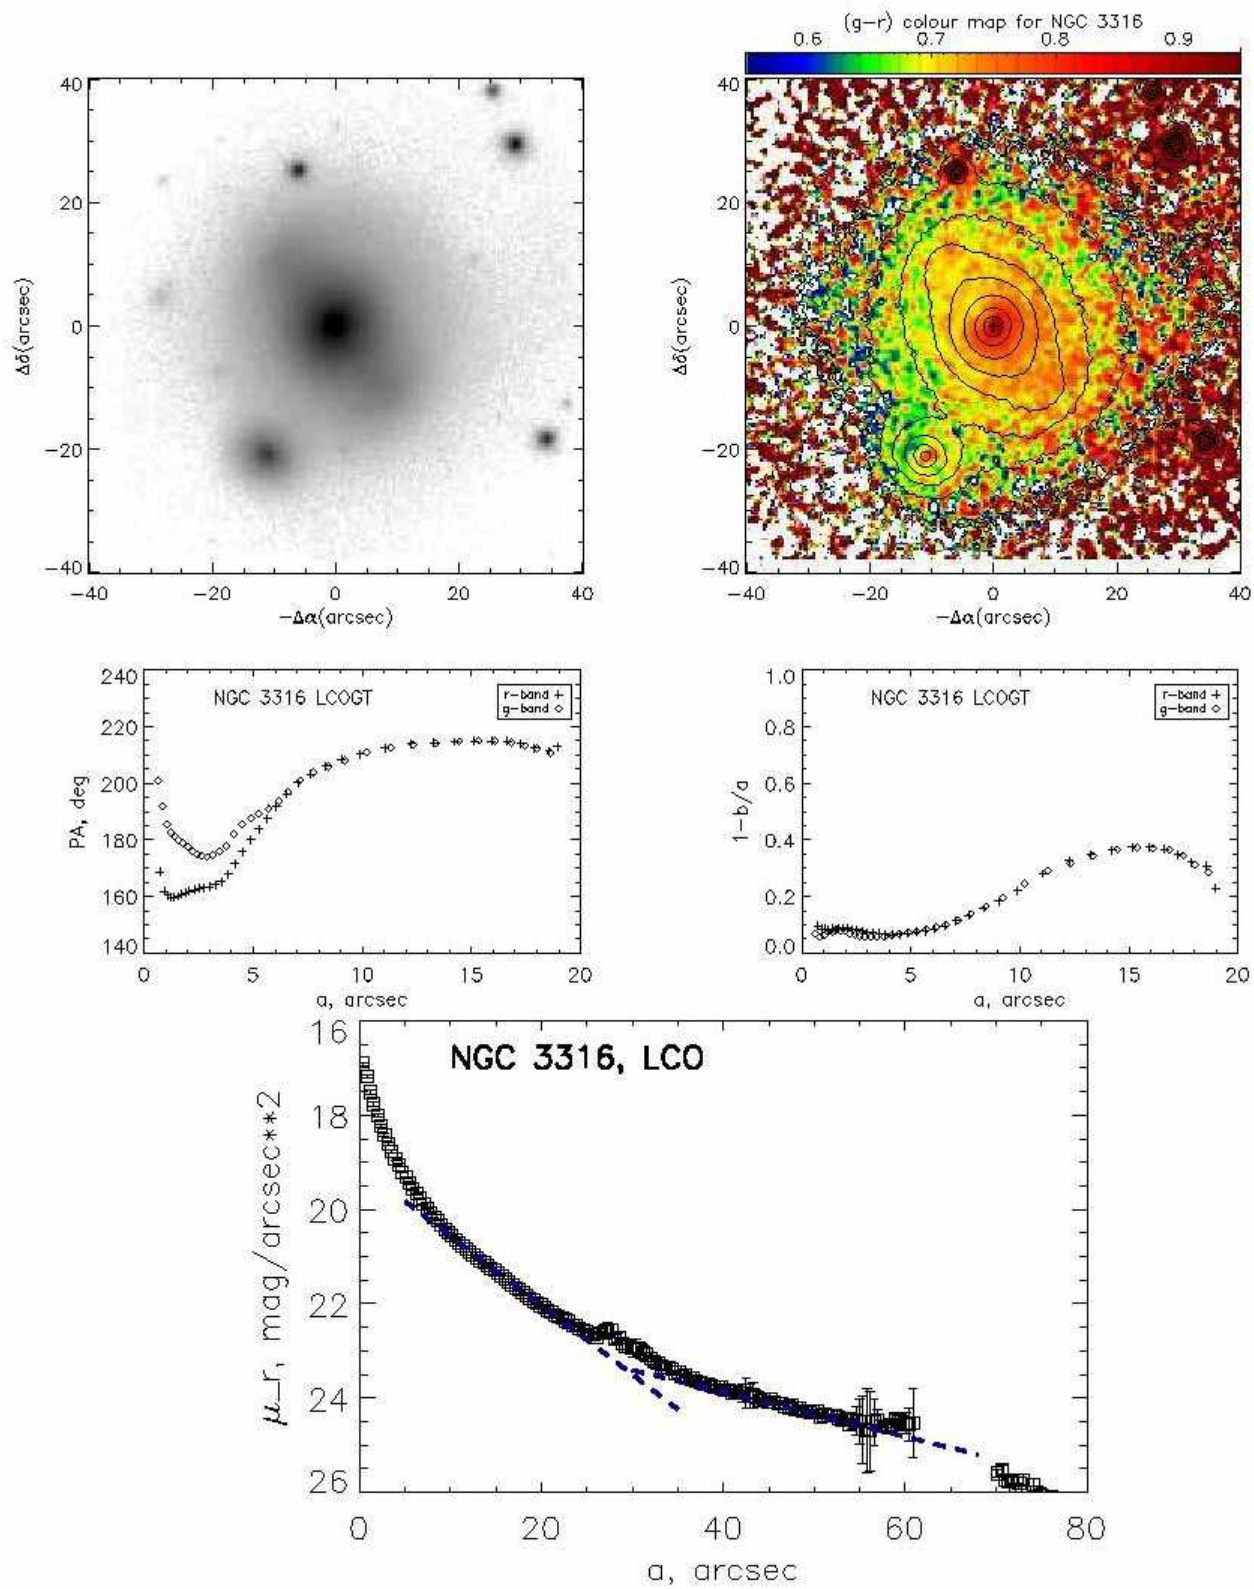 (g−r) colour map for NGC 3316
0.6 0.7 0.8 0.9
40
20
0
−20
−40
Δδ(arcsec)
−40 −20 0 20 40
−Δα(arcsec)
40
20
0
−20
−40
Δδ(arcsec)
−40 −20 0 20 40
−Δα(arcsec)
240
220
200
180
160
140
PA, deg
NGC 3316 LCOGT
r−band +
g−band ◇
0 5 10 15 20
a, arcsec
1.0
0.8
0.6
0.4
0.2
0.0
1−b/a
NGC 3316 LCOGT
r−band +
g−band ◇
0 5 10 15 20
a, arcsec
16
18
20
22
24
26
μ_r, mag/arcsec**2
NGC 3316, LCO
0 20 40 60 80
a, arcsec